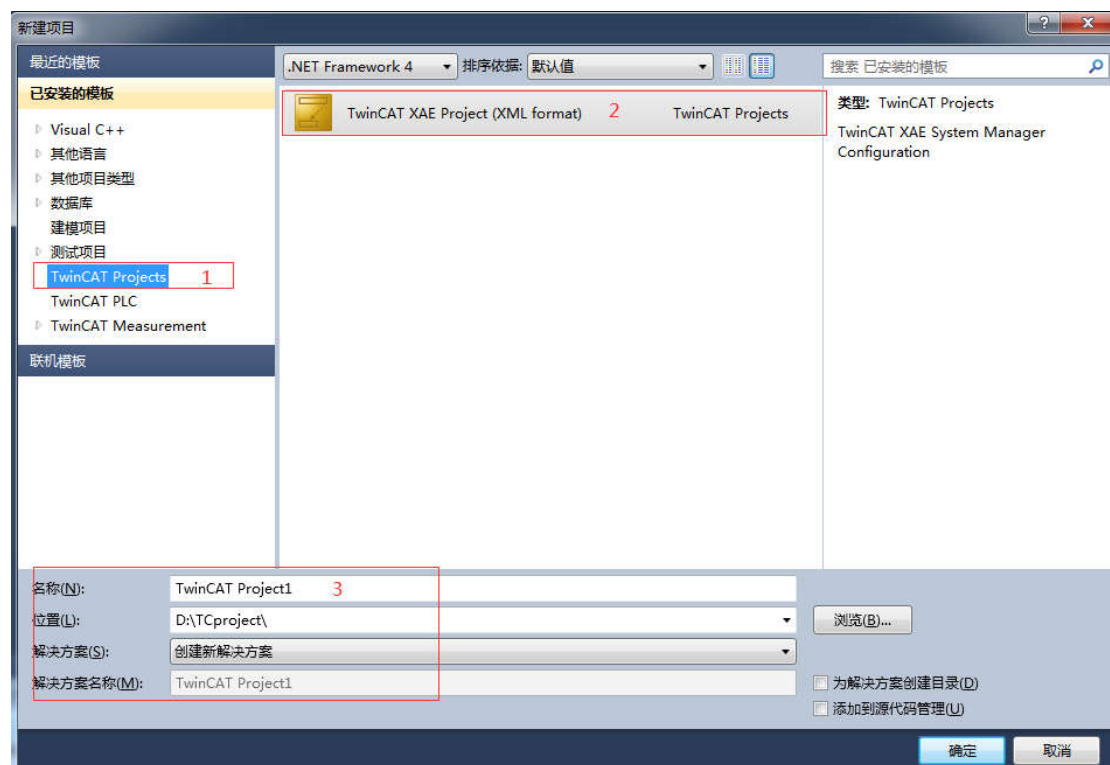 新建项目
最近的模板
.NET Framework 4 排序依据: 默认值
搜索 已安装的模板
已安装的模板
Visual C++
其他语言
其他项目类型
数据库
建模项目
测试项目
TwinCAT Projects 1
TwinCAT PLC
TwinCAT Measurement
联机模板
TwinCAT XAE Project (XML format) 2 TwinCAT Projects
类型: TwinCAT Projects
TwinCAT XAE System Manager
Configuration
名称(N): TwinCAT Project1 3
位置(L): D:\TCproject\ 浏览(B)...
解决方案(S): 创建新解决方案
解决方案名称(M): TwinCAT Project1
为解决方案创建目录(D)
添加到源代码管理(U)
确定 取消